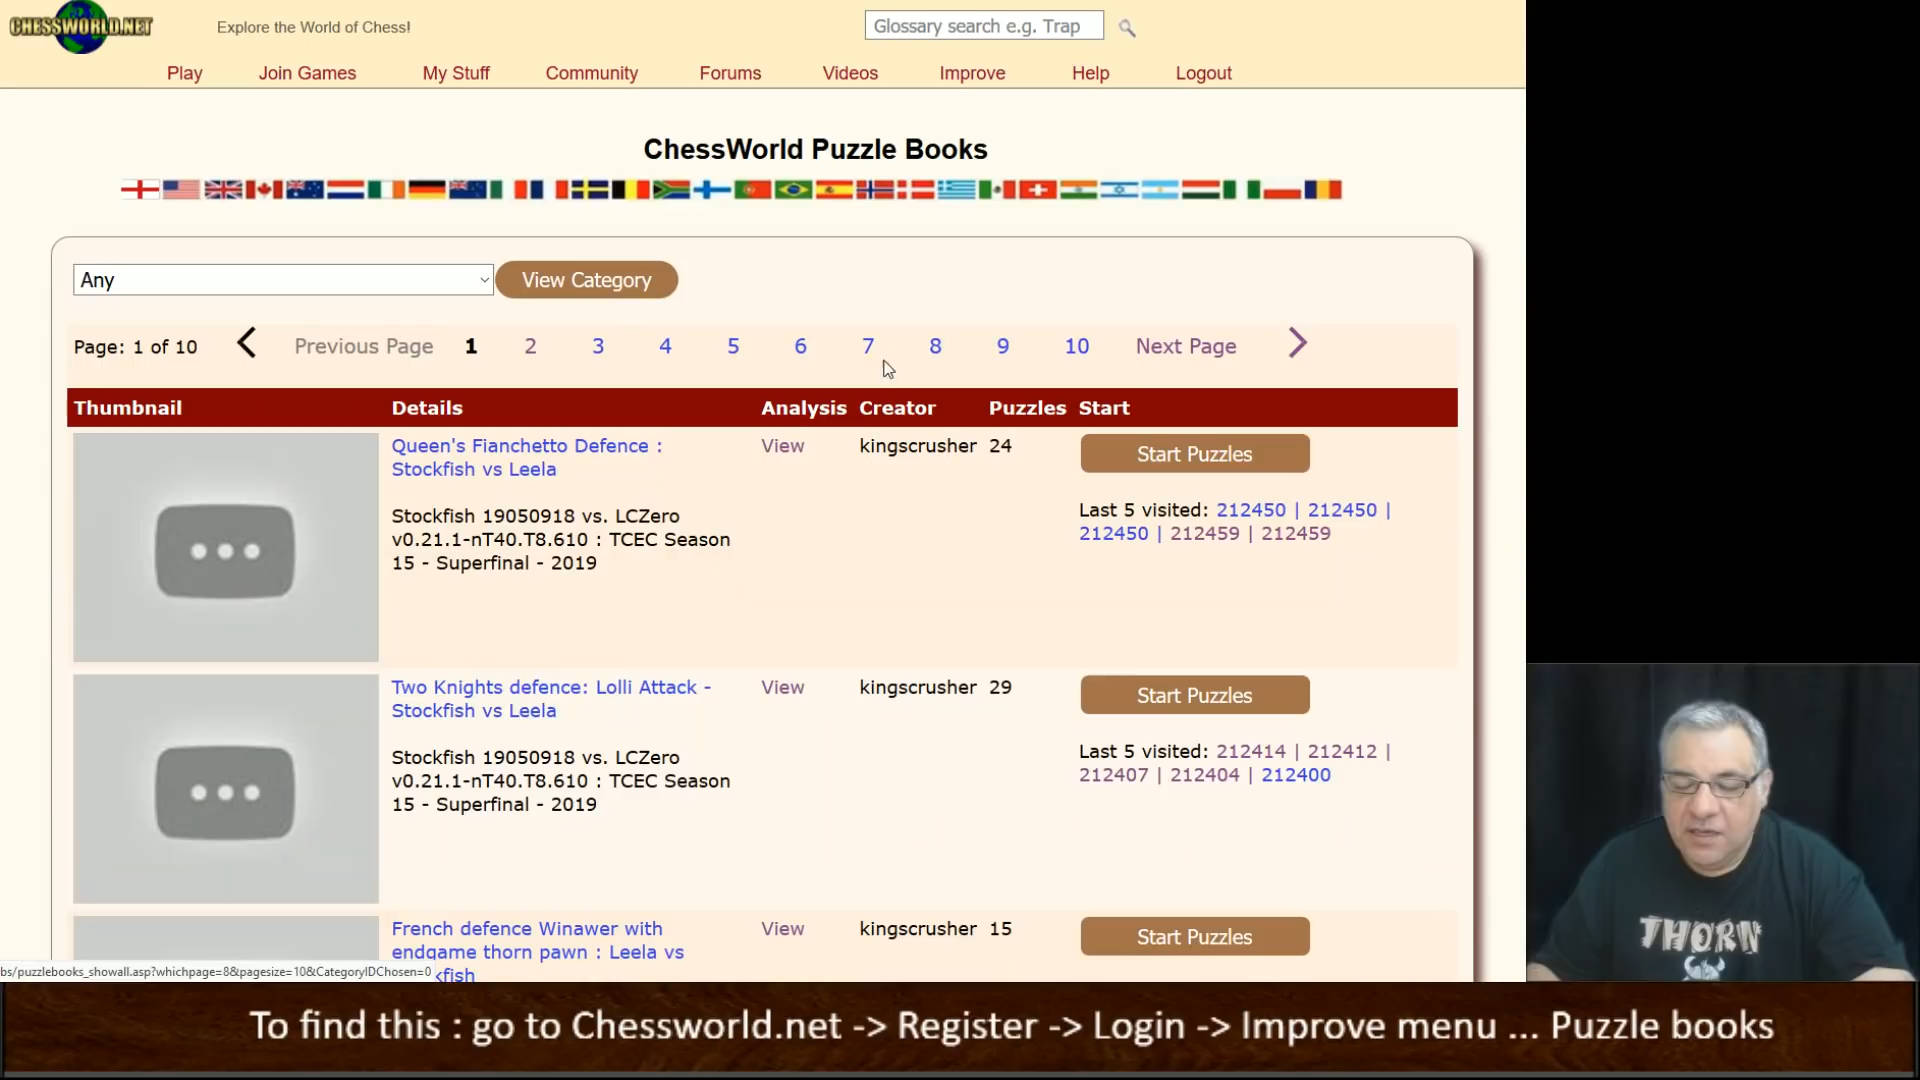 CHESSWORLD.NET
Explore the World of Chess!
Glossary search e.g. Trap
Play Join Games My Stuff Community Forums Videos Improve Help Logout
ChessWorld Puzzle Books
Any
View Category
Page: 1 of 10 Previous Page 1 2 3 4 5 6 7 8 9 10 Next Page
Thumbnail Details Analysis Creator Puzzles Start
Queen's Fianchetto Defence : View kingscrusher 24 Start Puzzles
Stockfish vs Leela
Stockfish 19050918 vs. LCZero Last 5 visited: 212450 | 212450 |
v0.21.1-nT40.T8.610 : TCEC Season 212450 | 212459 | 212459
15 - Superfinal - 2019
Two Knights defence: Lolli Attack - View kingscrusher 29 Start Puzzles
Stockfish vs Leela
Stockfish 19050918 vs. LCZero Last 5 visited: 212414 | 212412 |
v0.21.1-nT40.T8.610 : TCEC Season 212407 | 212404 | 212400
15 - Superfinal - 2019
French defence Winawer with View kingscrusher 15 Start Puzzles
endgame thorn pawn : Leela vs
kfish
bs/puzzlebooks_showall.asp?whichpage=8&pagesize=10&CategoryIDChosen=0
THORN
To find this : go to Chessworld.net -> Register -> Login -> Improve menu ... Puzzle books